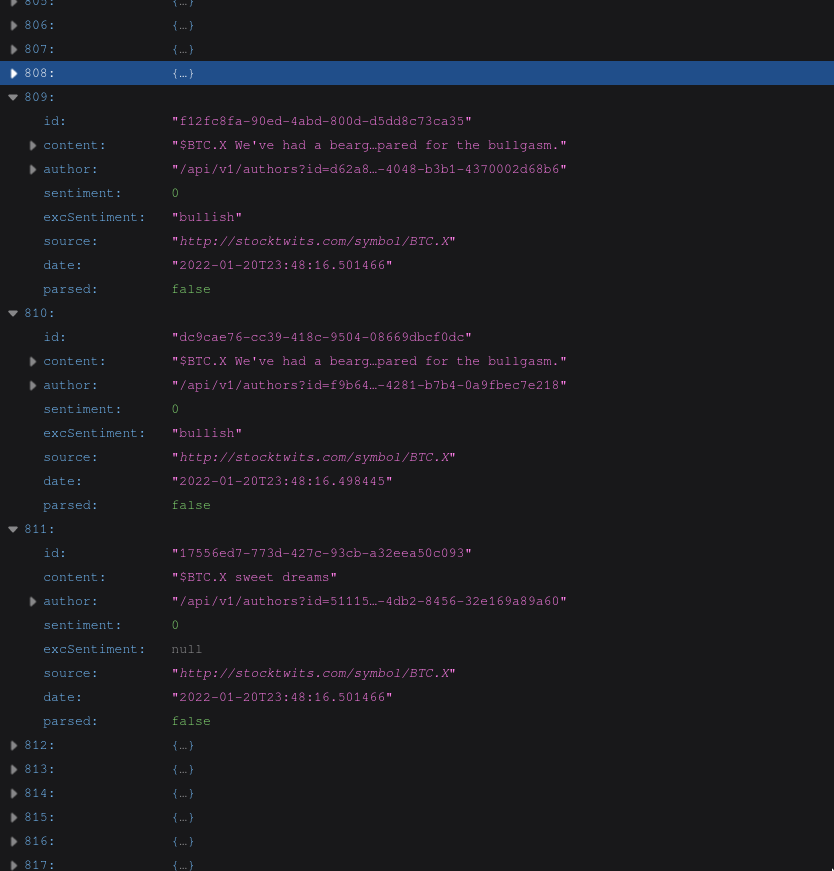 805: {…}
806: {…}
807: {…}
808: {…}
809:
id: "f12fc8fa-90ed-4abd-800d-d5dd8c73ca35"
content: "$BTC.X We've had a bearg…pared for the bullgasm."
author: "/api/v1/authors?id=d62a8…-4048-b3b1-4370002d68b6"
sentiment: 0
excSentiment: "bullish"
source: "http://stocktwits.com/symbol/BTC.X"
date: "2022-01-20T23:48:16.501466"
parsed: false
810:
id: "dc9cae76-cc39-418c-9504-08669dbcf0dc"
content: "$BTC.X We've had a bearg…pared for the bullgasm."
author: "/api/v1/authors?id=f9b64…-4281-b7b4-0a9fbec7e218"
sentiment: 0
excSentiment: "bullish"
source: "http://stocktwits.com/symbol/BTC.X"
date: "2022-01-20T23:48:16.498445"
parsed: false
811:
id: "17556ed7-773d-427c-93cb-a32eea50c093"
content: "$BTC.X sweet dreams"
author: "/api/v1/authors?id=51115…-4db2-8456-32e169a89a60"
sentiment: 0
excSentiment: null
source: "http://stocktwits.com/symbol/BTC.X"
date: "2022-01-20T23:48:16.501466"
parsed: false
812: {…}
813: {…}
814: {…}
815: {…}
816: {…}
817: {…}